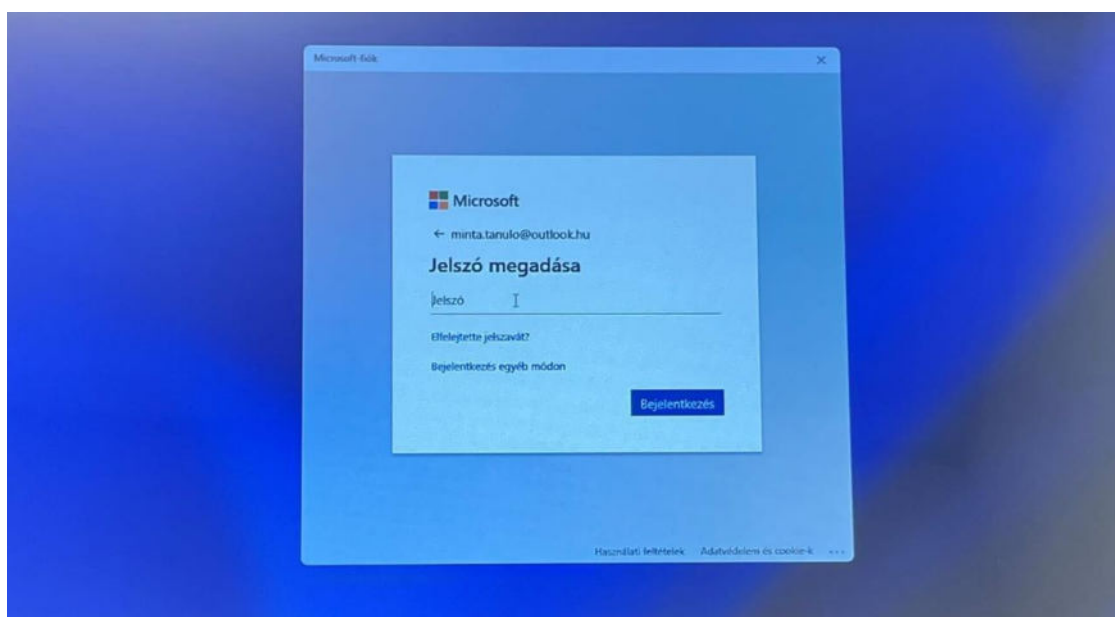 Microsoft-fiók
Microsoft
← minta.tanulo@outlook.hu
Jelszó megadása
Jelszó
Elfelejtette jelszavát?
Bejelentkezés egyéb módon
Bejelentkezés
Használati feltételek Adatvédelem és cookie-k ...